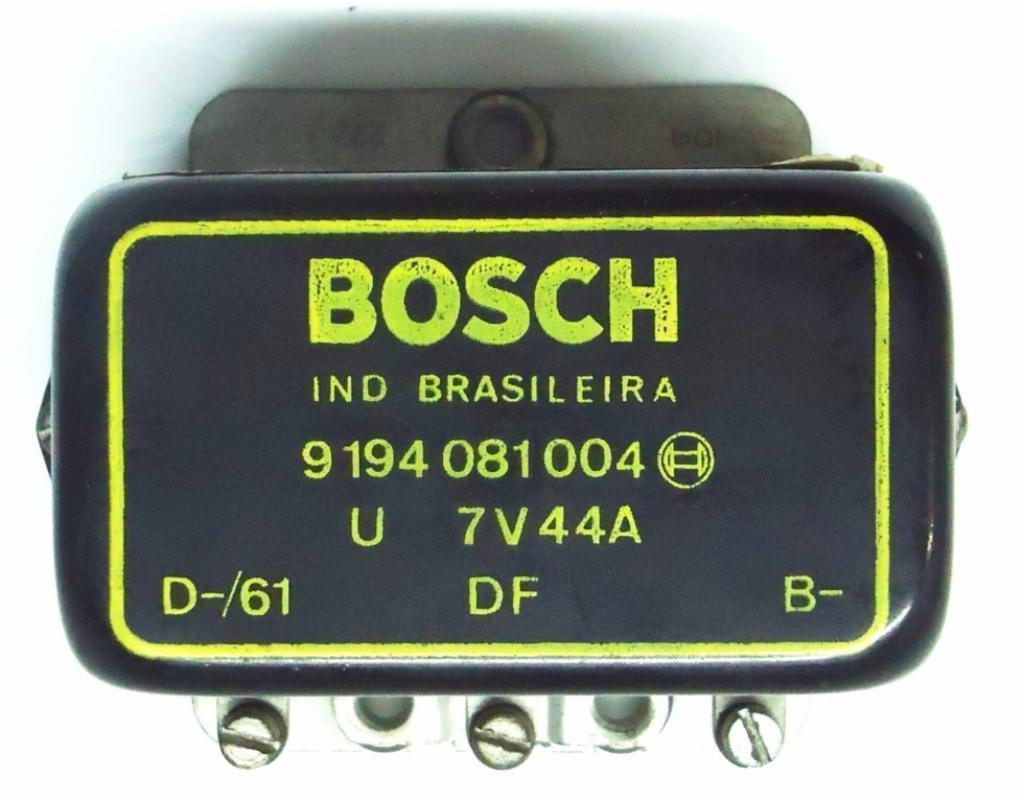 BOSCH
IND BRASILEIRA
9 194 081 004
U 7V 44A
D-/61 DF B-